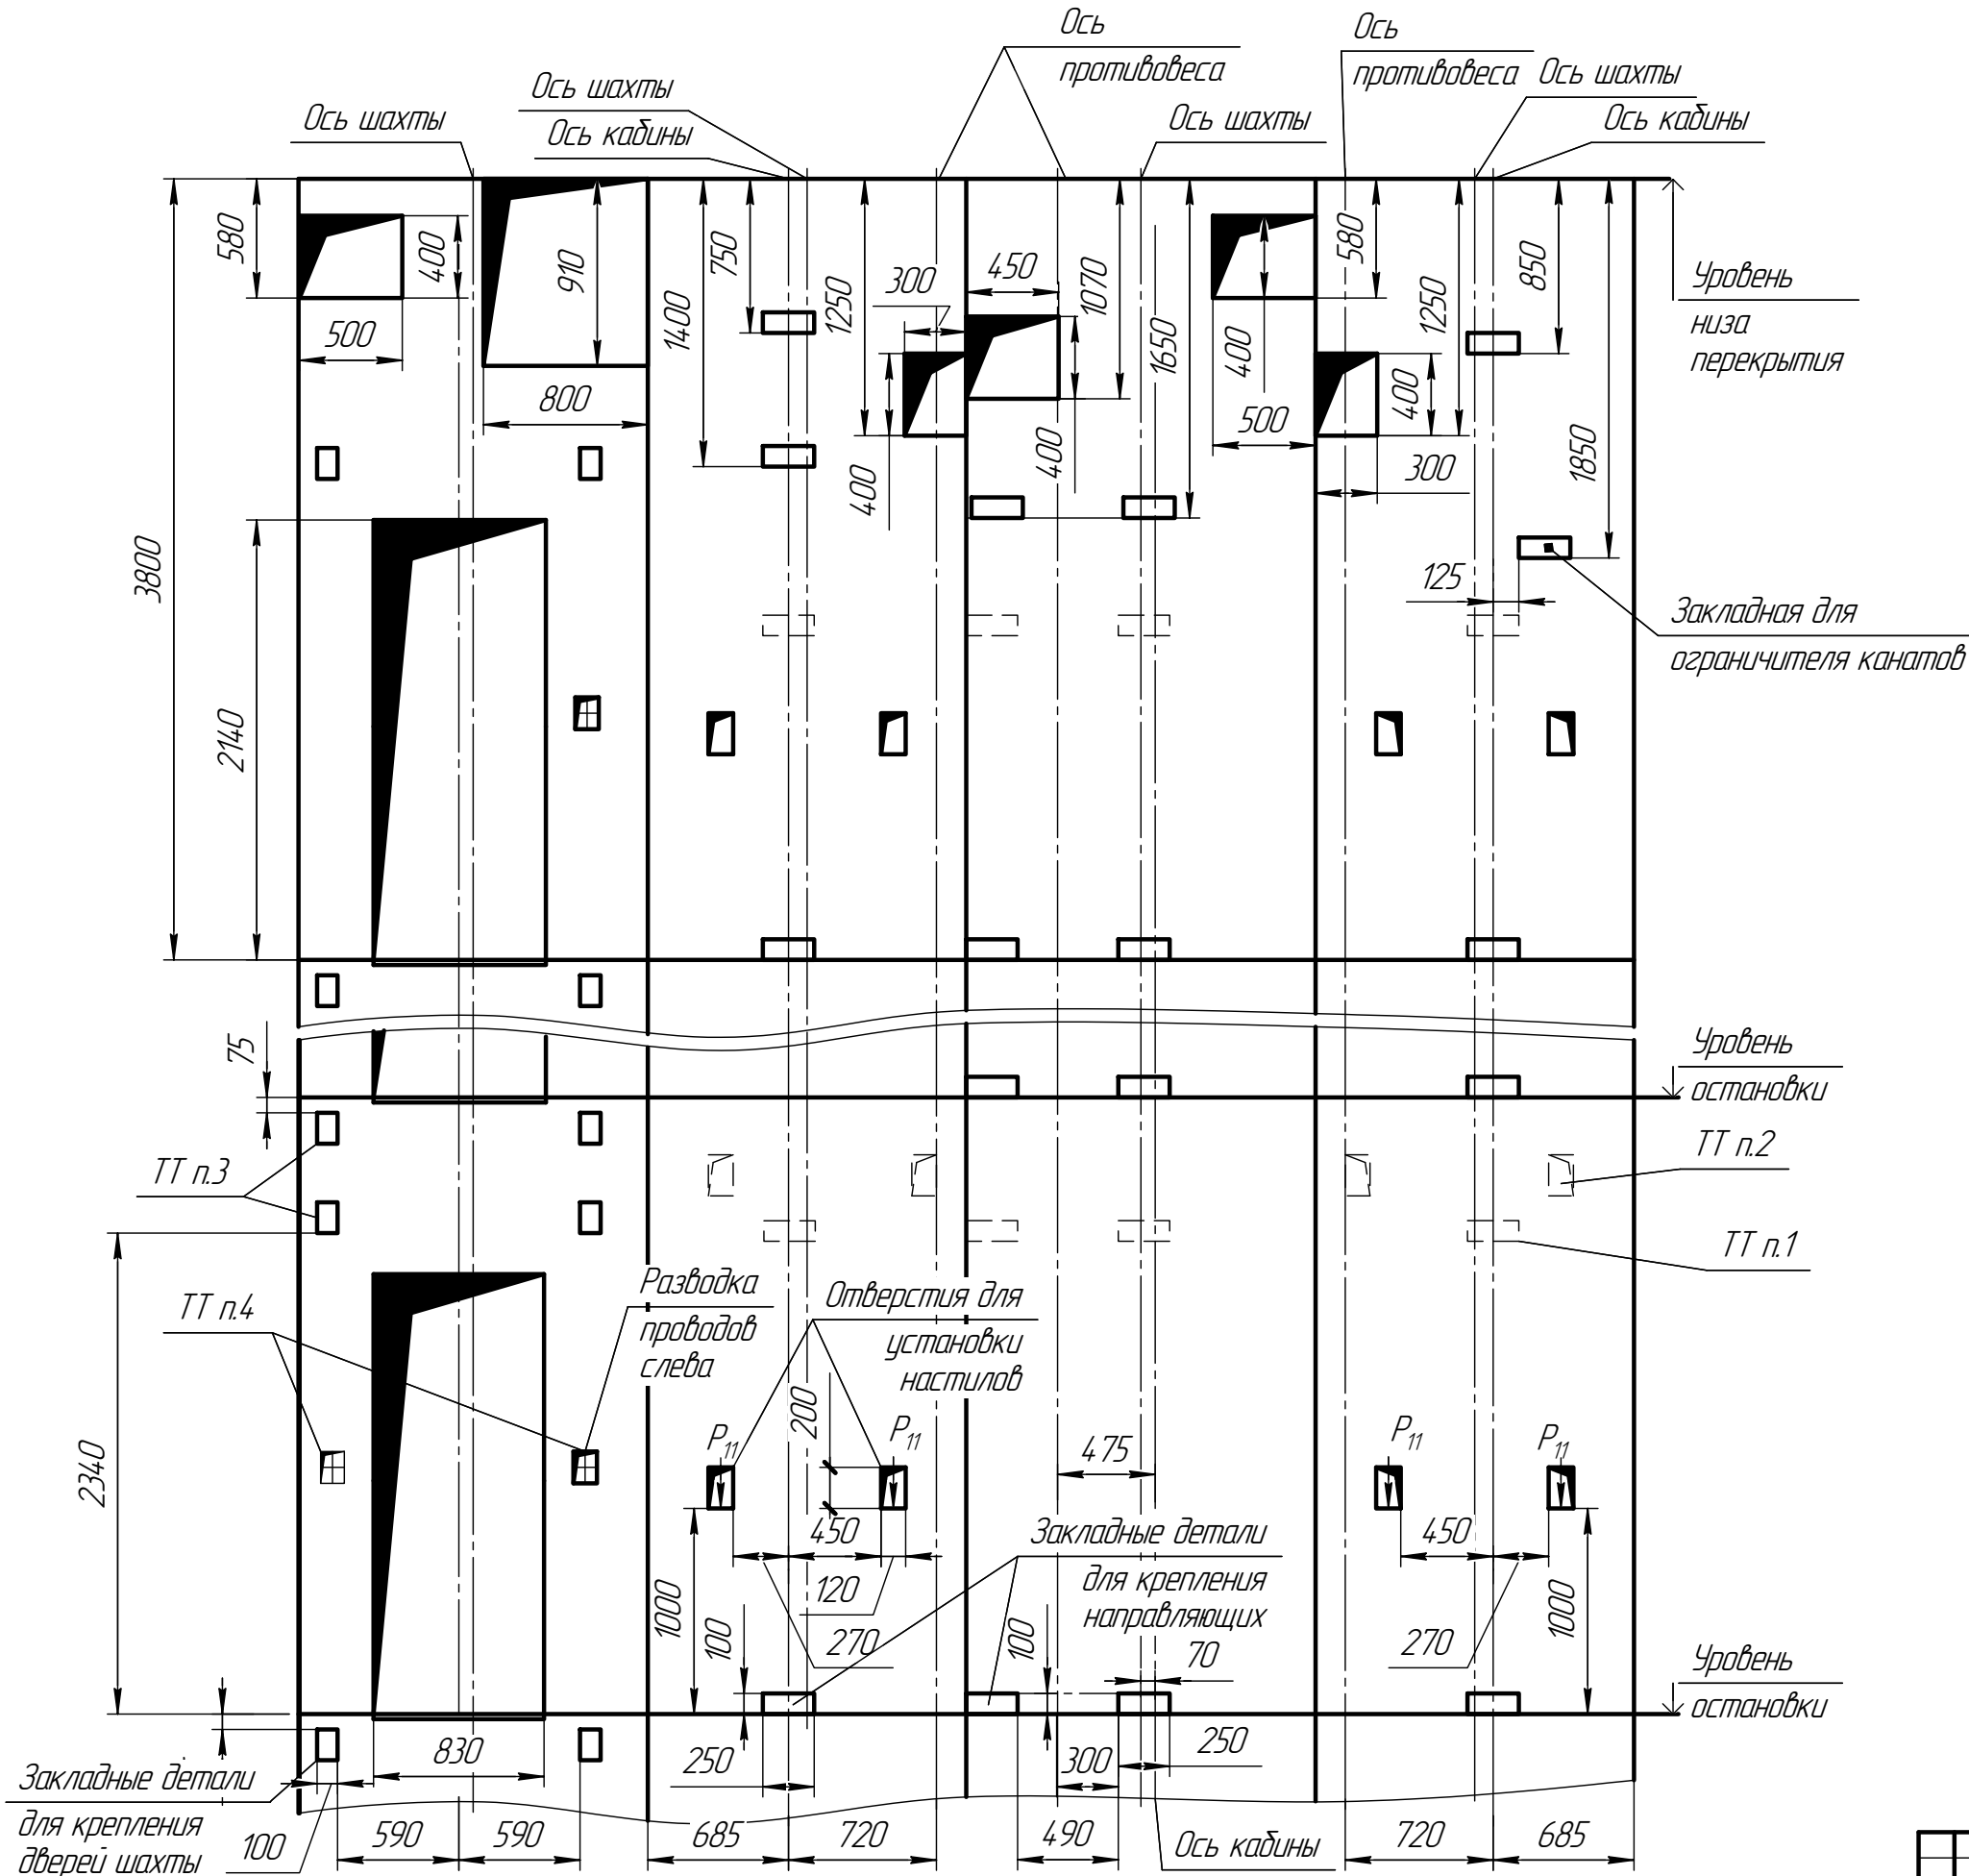 Ось
противовеса
Ось
противовеса
Ось шахты
Ось шахты
Ось кабины
Ось шахты
Ось шахты
Ось кабины
580
400
910
750
1400
1250
300
450
1070
1650
400
580
1250
850
Уровень
низа
перекрытия
500
800
400
400
500
400
300
1850
3800
2140
125
Закладная для
ограничителя канатов
75
Уровень
остановки
ТТ п.3
ТТ п.2
ТТ п.1
ТТ п.4
Разводка
проводов
слева
Отверстия для
установки
настилов
2340
P11
200
P11
475
P11
P11
450
120
270
1000
100
Закладные детали
для крепления
направляющих
100
70
450
270
1000
Уровень
остановки
830
250
300
250
Закладные детали
для крепления
дверей шахты
100
590
590
685
720
490
Ось кабины
720
685